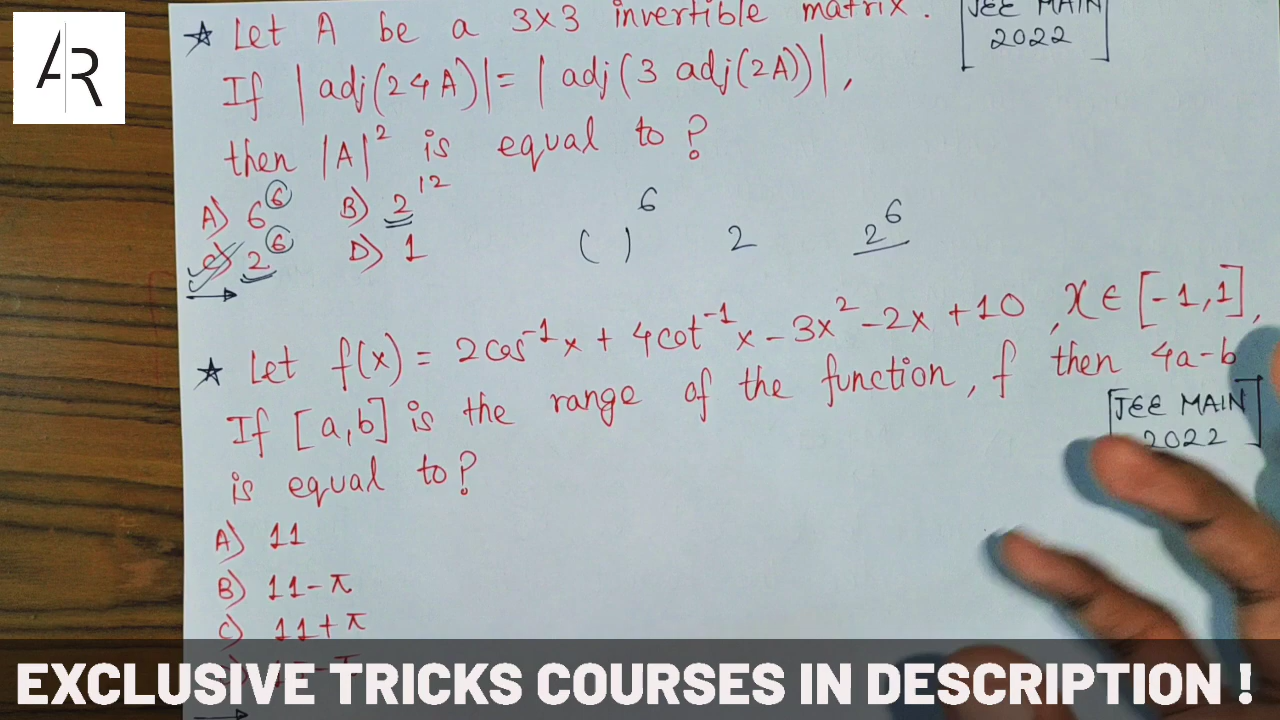 AR
★ Let A be a 3x3 invertible matrix. [JEE MAIN 2022]
If |adj(24A)| = |adj(3 adj(2A))|,
then |A|² is equal to ?
A) 6⁶ B) 2¹²
C) 2⁶ D) 1
( )⁶ 2 2⁶
★ Let f(x) = 2cos⁻¹x + 4cot⁻¹x - 3x² - 2x + 10, x ∈ [-1,1],
If [a,b] is the range of the function, f then 4a-b
is equal to ?
[JEE MAIN 2022]
A) 11
B) 11-π
C) 11+π
EXCLUSIVE TRICKS COURSES IN DESCRIPTION !